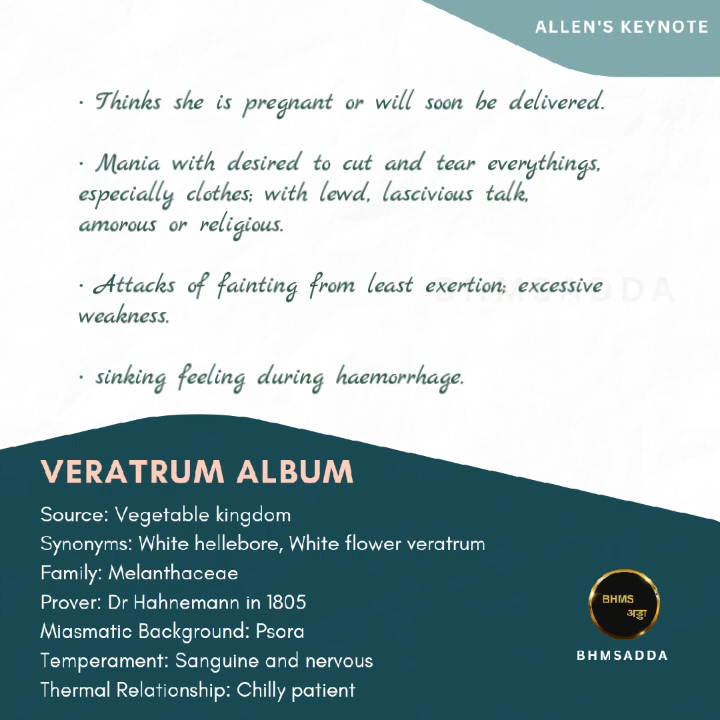 ALLEN'S KEYNOTE
· Thinks she is pregnant or will soon be delivered.
· Mania with desired to cut and tear everythings,
especially clothes; with lewd, lascivious talk,
amorous or religious.
· Attacks of fainting from least exertion; excessive
weakness.
· sinking feeling during haemorrhage.
BHMSADDA
VERATRUM ALBUM
Source: Vegetable kingdom
Synonyms: White hellebore, White flower veratrum
Family: Melanthaceae
Prover: Dr Hahnemann in 1805
Miasmatic Background: Psora
Temperament: Sanguine and nervous
Thermal Relationship: Chilly patient
BHMS
अड्डा
BHMSADDA